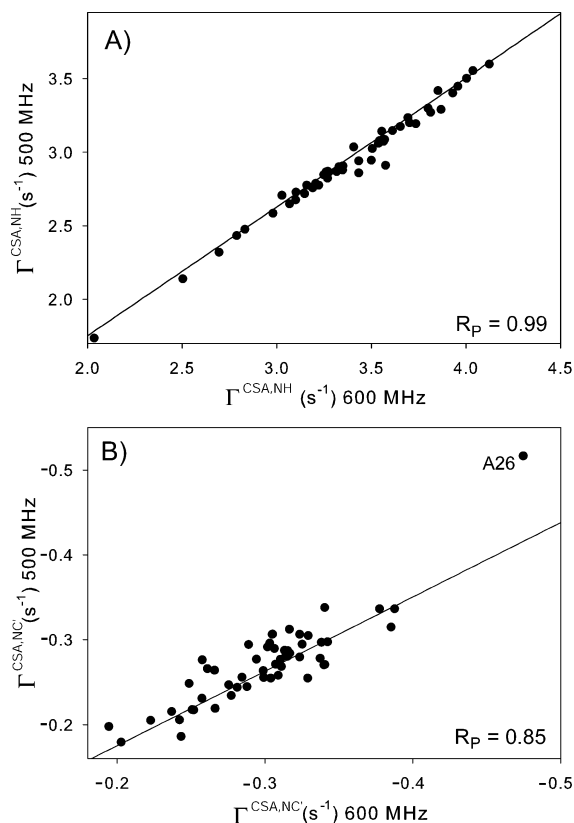 A)
Γ^CSA,NH (s⁻¹) 500 MHz
3.5
3.0
2.5
2.0
R_P = 0.99
2.0 2.5 3.0 3.5 4.0 4.5
Γ^CSA,NH (s⁻¹) 600 MHz
B)
Γ^CSA,NC' (s⁻¹) 500 MHz
−0.5
A26
−0.4
−0.3
−0.2
R_P = 0.85
−0.2 −0.3 −0.4 −0.5
Γ^CSA,NC' (s⁻¹) 600 MHz